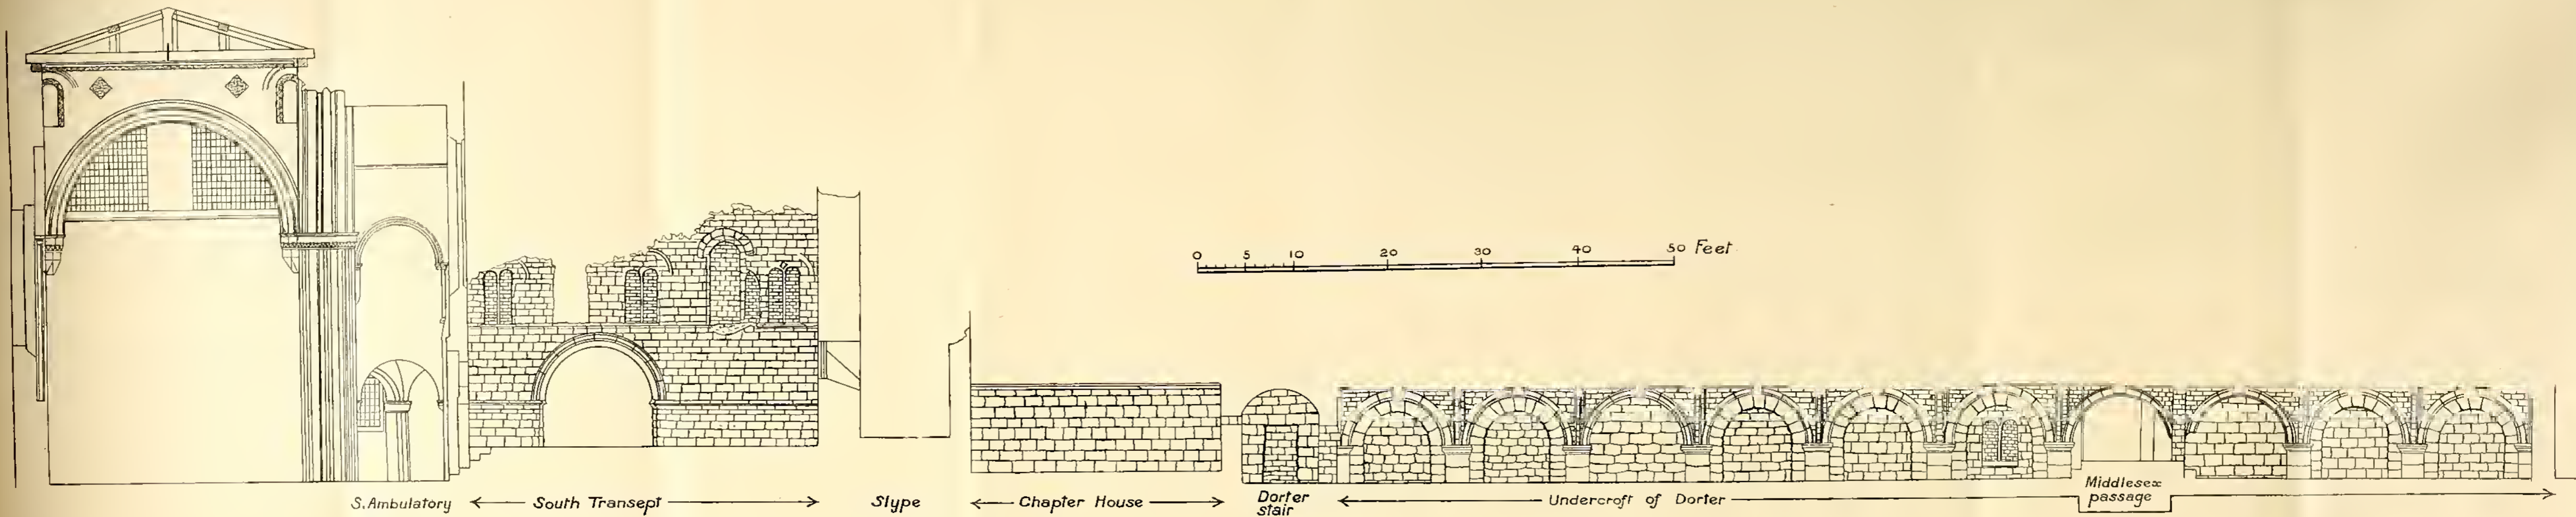 0 5 10 20 30 40 50 Feet
S. Ambulatory South Transept Slype Chapter House Dorter stair Undercroft of Dorter Middlesex passage